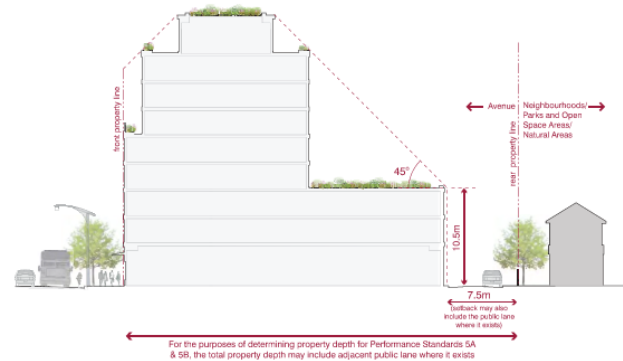 front property line
45°
Avenue
Neighbourhoods/
Parks and Open
Space Areas/
Natural Areas
rear property line
10.5m
7.5m
(setback may also
include the public lane
where it exists)
For the purposes of determining property depth for Performance Standards 5A
& 5B, the total property depth may include adjacent public lane where it exists